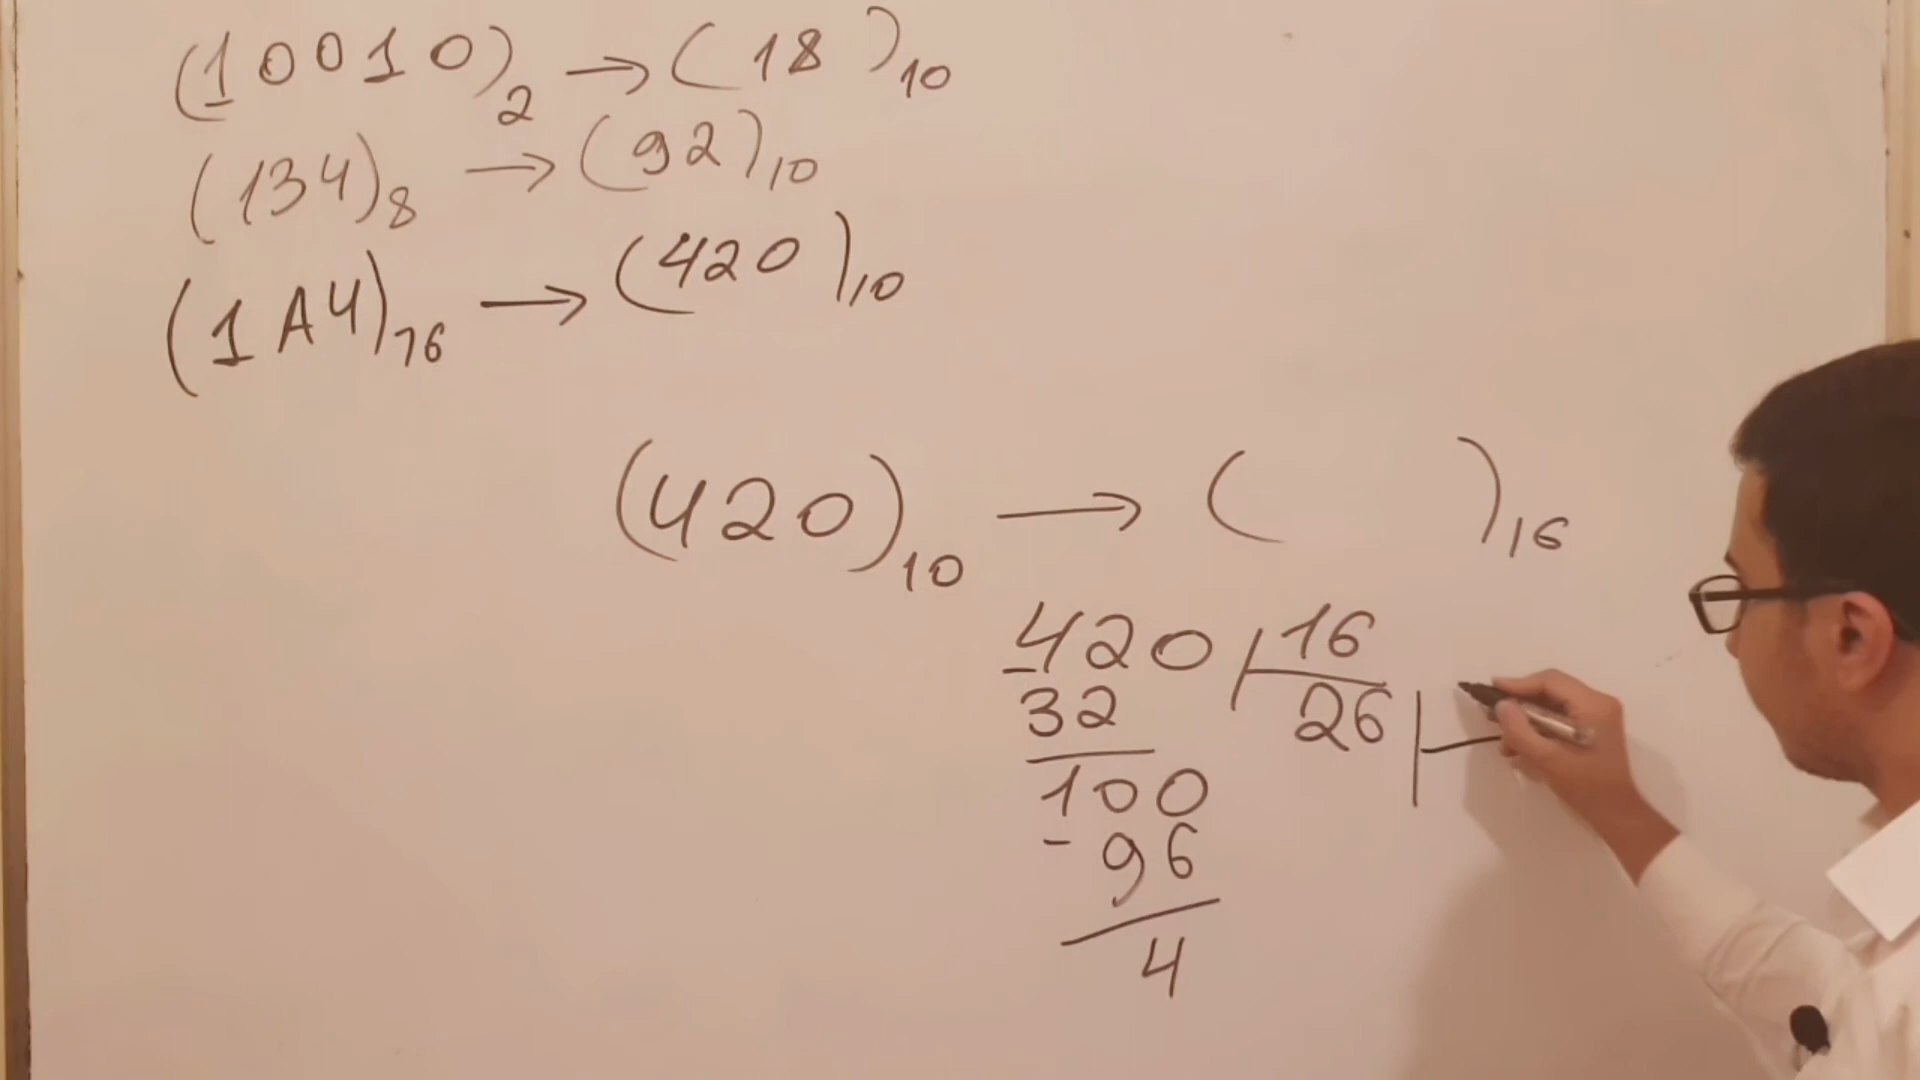 (10010)₂ → (18)₁₀
(134)₈ → (92)₁₀
(1A4)₁₆ → (420)₁₀
(420)₁₀ → ( )₁₆
420 16
- 32 26
100
- 96
4